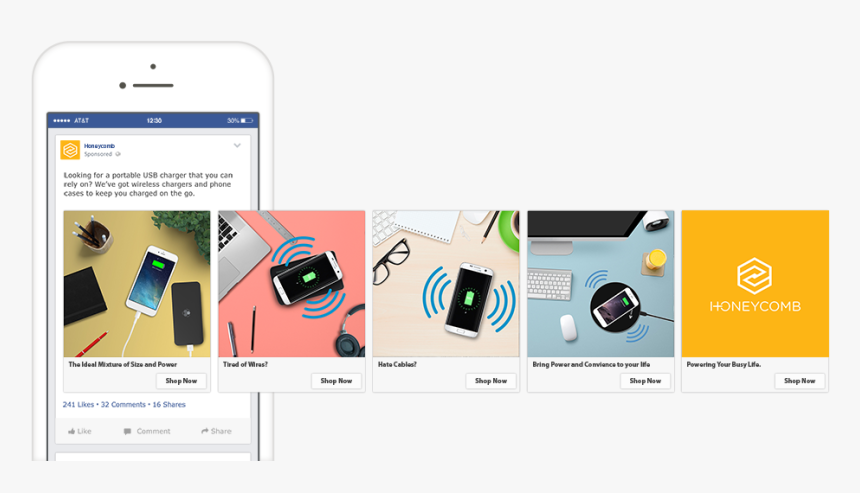 AT&T 12:30 30%
Honeycomb
Sponsored
Looking for a portable USB charger that you can
rely on? We've got wireless chargers and phone
cases to keep you charged on the go.
HONEYCOMB
The Ideal Mixture of Size and Power
Shop Now
Tired of Wires?
Shop Now
Hate Cables?
Shop Now
Bring Power and Convience to your life
Shop Now
Powering Your Busy Life.
Shop Now
241 Likes • 32 Comments • 16 Shares
Like Comment Share